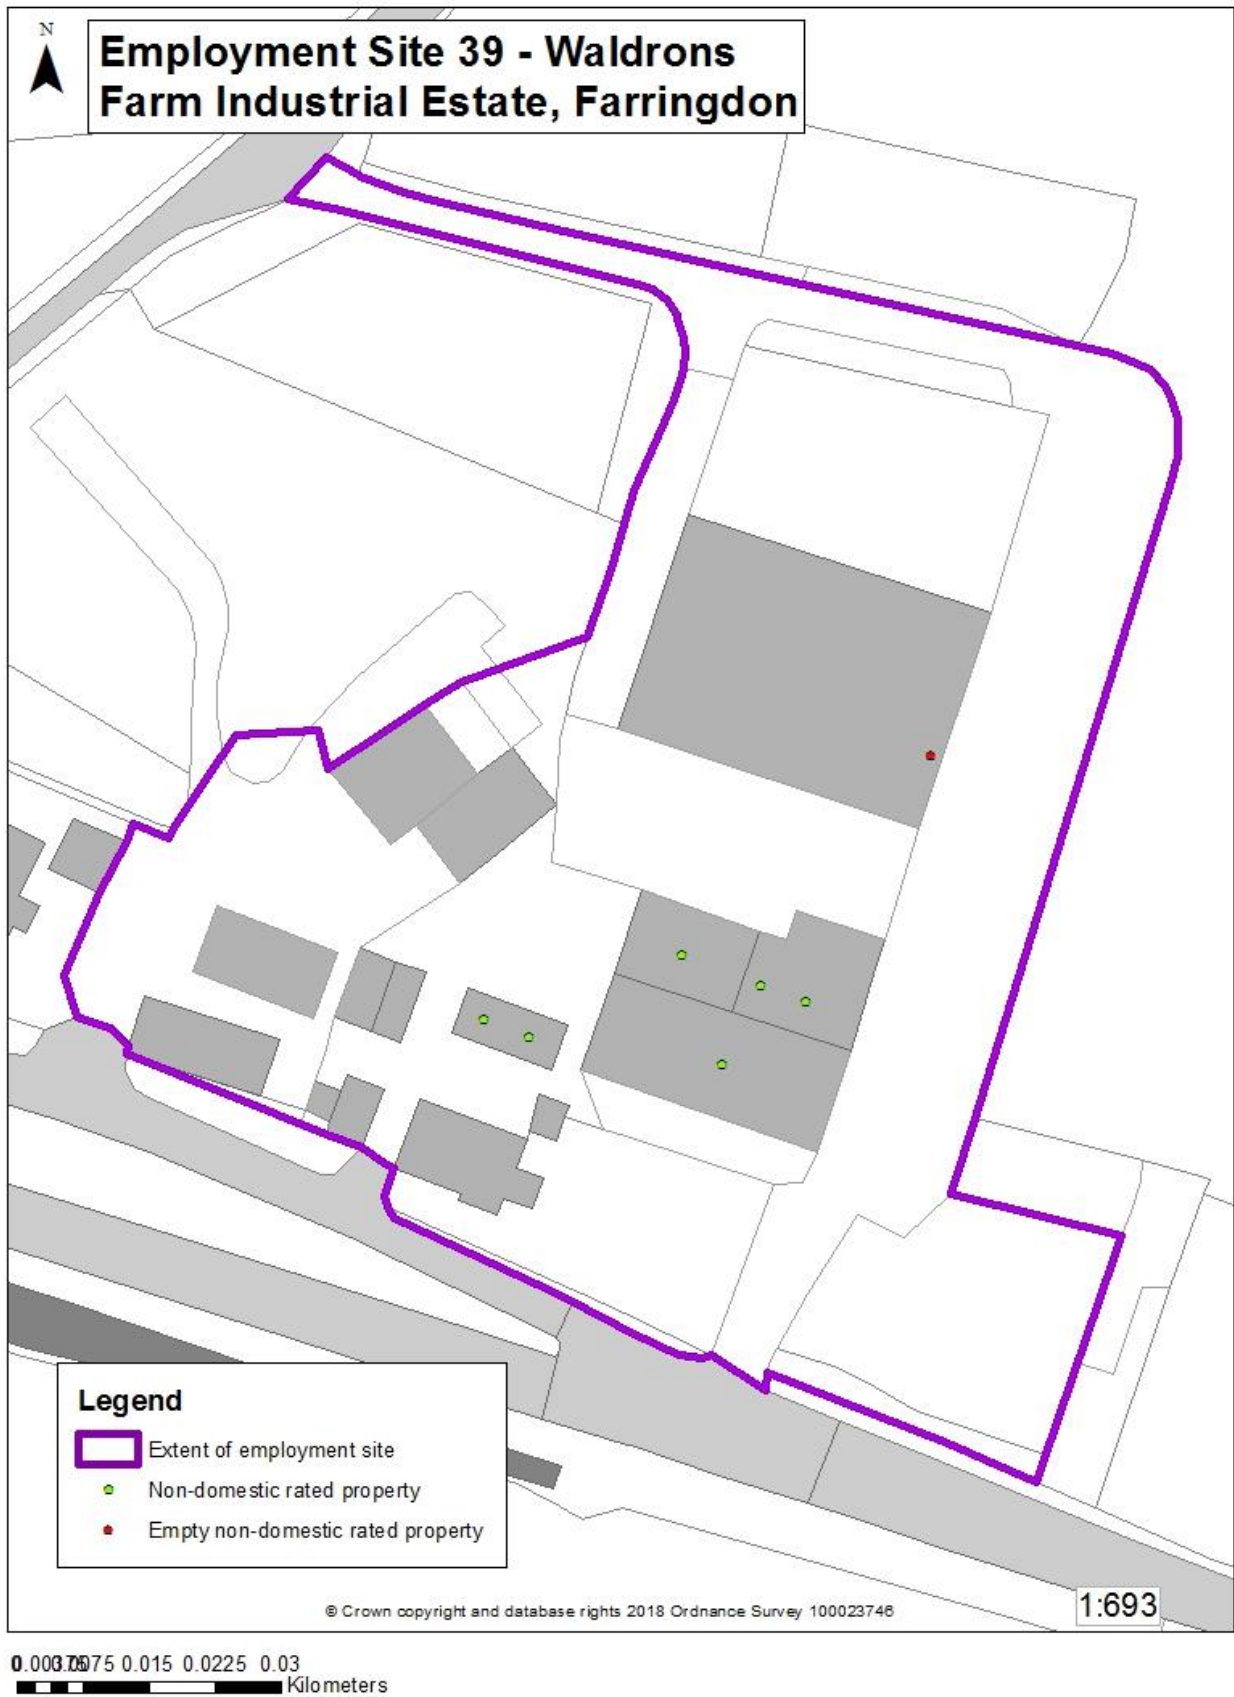 N
Employment Site 39 - Waldrons
Farm Industrial Estate, Farringdon
Legend
Extent of employment site
Non-domestic rated property
Empty non-domestic rated property
© Crown copyright and database rights 2018 Ordnance Survey 100023746
1:693
0.015 0.0225 0.03
Kilometers